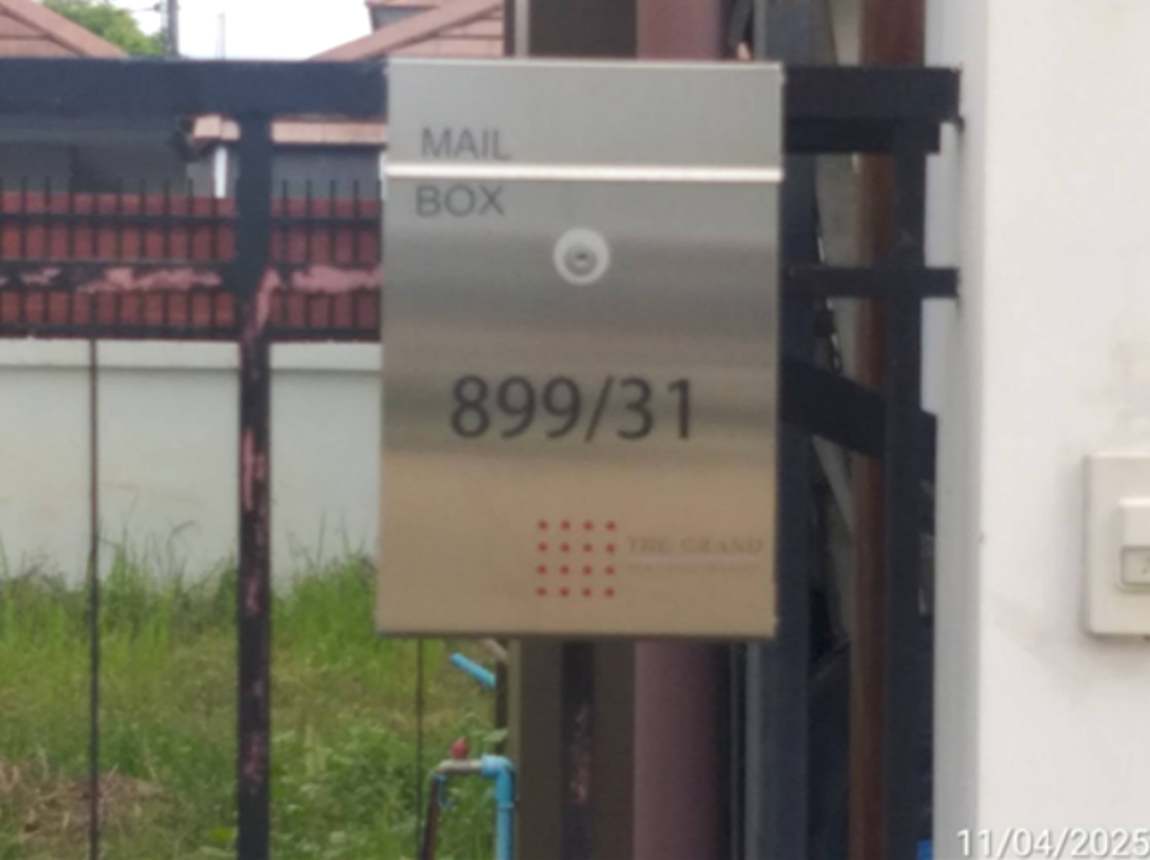 MAIL
BOX
899/31
THE GRAND
11/04/2025